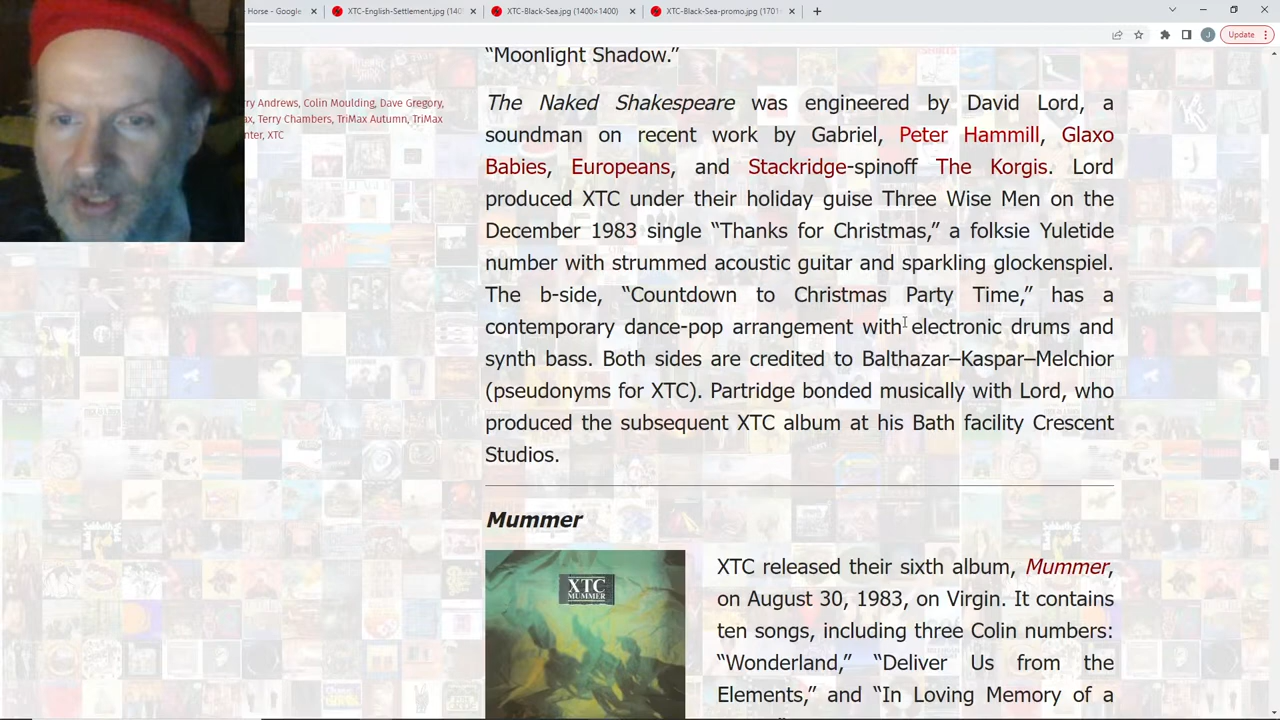 Horse - Google
XTC-English-Settlement.jpg (140
XTC-Black-Sea.jpg (1400×1400)
XTC-Black-Sea-promo.jpg (1701
J
Update
“Moonlight Shadow.”
ry Andrews, Colin Moulding, Dave Gregory,
ax, Terry Chambers, TriMax Autumn, TriMax
nter, XTC
The Naked Shakespeare was engineered by David Lord, a
soundman on recent work by Gabriel, Peter Hammill, Glaxo
Babies, Europeans, and Stackridge-spinoff The Korgis. Lord
produced XTC under their holiday guise Three Wise Men on the
December 1983 single “Thanks for Christmas,” a folksie Yuletide
number with strummed acoustic guitar and sparkling glockenspiel.
The b-side, “Countdown to Christmas Party Time,” has a
contemporary dance-pop arrangement with electronic drums and
synth bass. Both sides are credited to Balthazar–Kaspar–Melchior
(pseudonyms for XTC). Partridge bonded musically with Lord, who
produced the subsequent XTC album at his Bath facility Crescent
Studios.
Mummer
XTC
MUMMER
XTC released their sixth album, Mummer,
on August 30, 1983, on Virgin. It contains
ten songs, including three Colin numbers:
“Wonderland,” “Deliver Us from the
Elements,” and “In Loving Memory of a